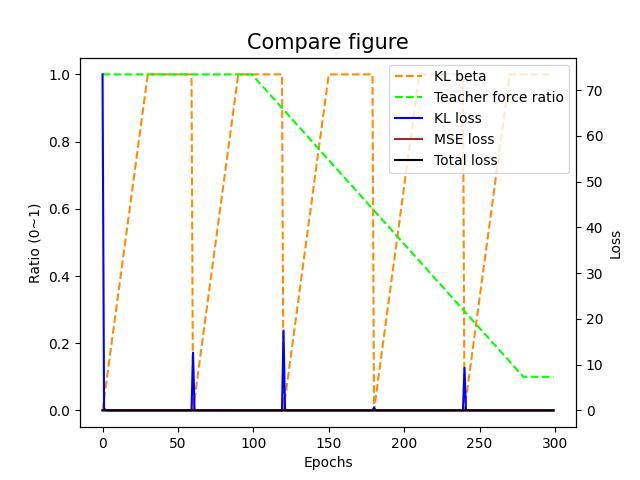 Compare figure
KL beta
Teacher force ratio
KL loss
MSE loss
Total loss
1.0
0.8
0.6
0.4
0.2
0.0
Ratio (0~1)
70
60
50
40
30
20
10
0
Loss
0 50 100 150 200 250 300
Epochs